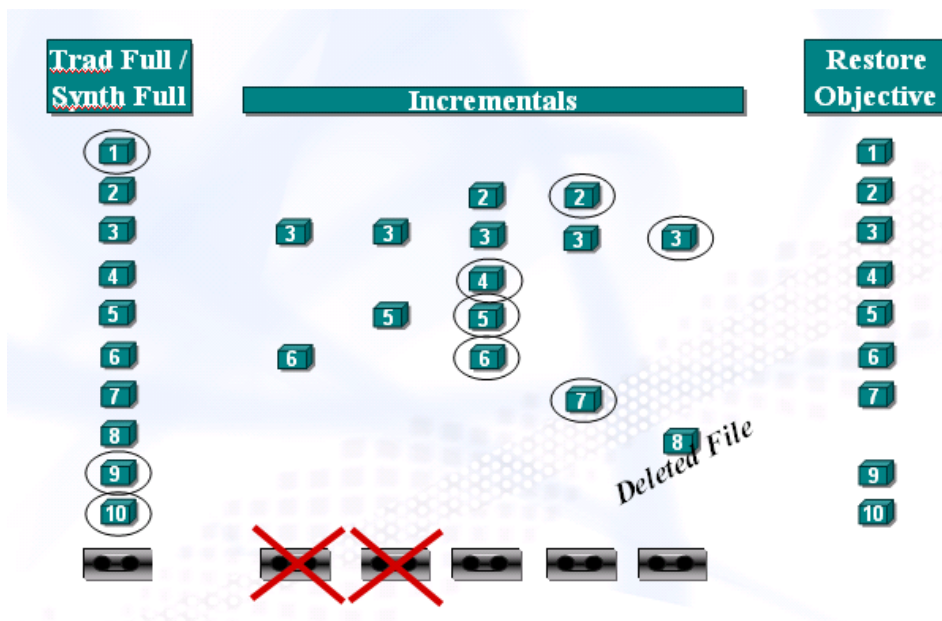 Trad Full /
Synth Full
Incrementals
Restore
Objective
1 1
2 2 2 2
3 3 3 3 3 3 3
4 4 4
5 5 5 5
6 6 6 6
7 7 7
8 8
Deleted File
9 9
10 10